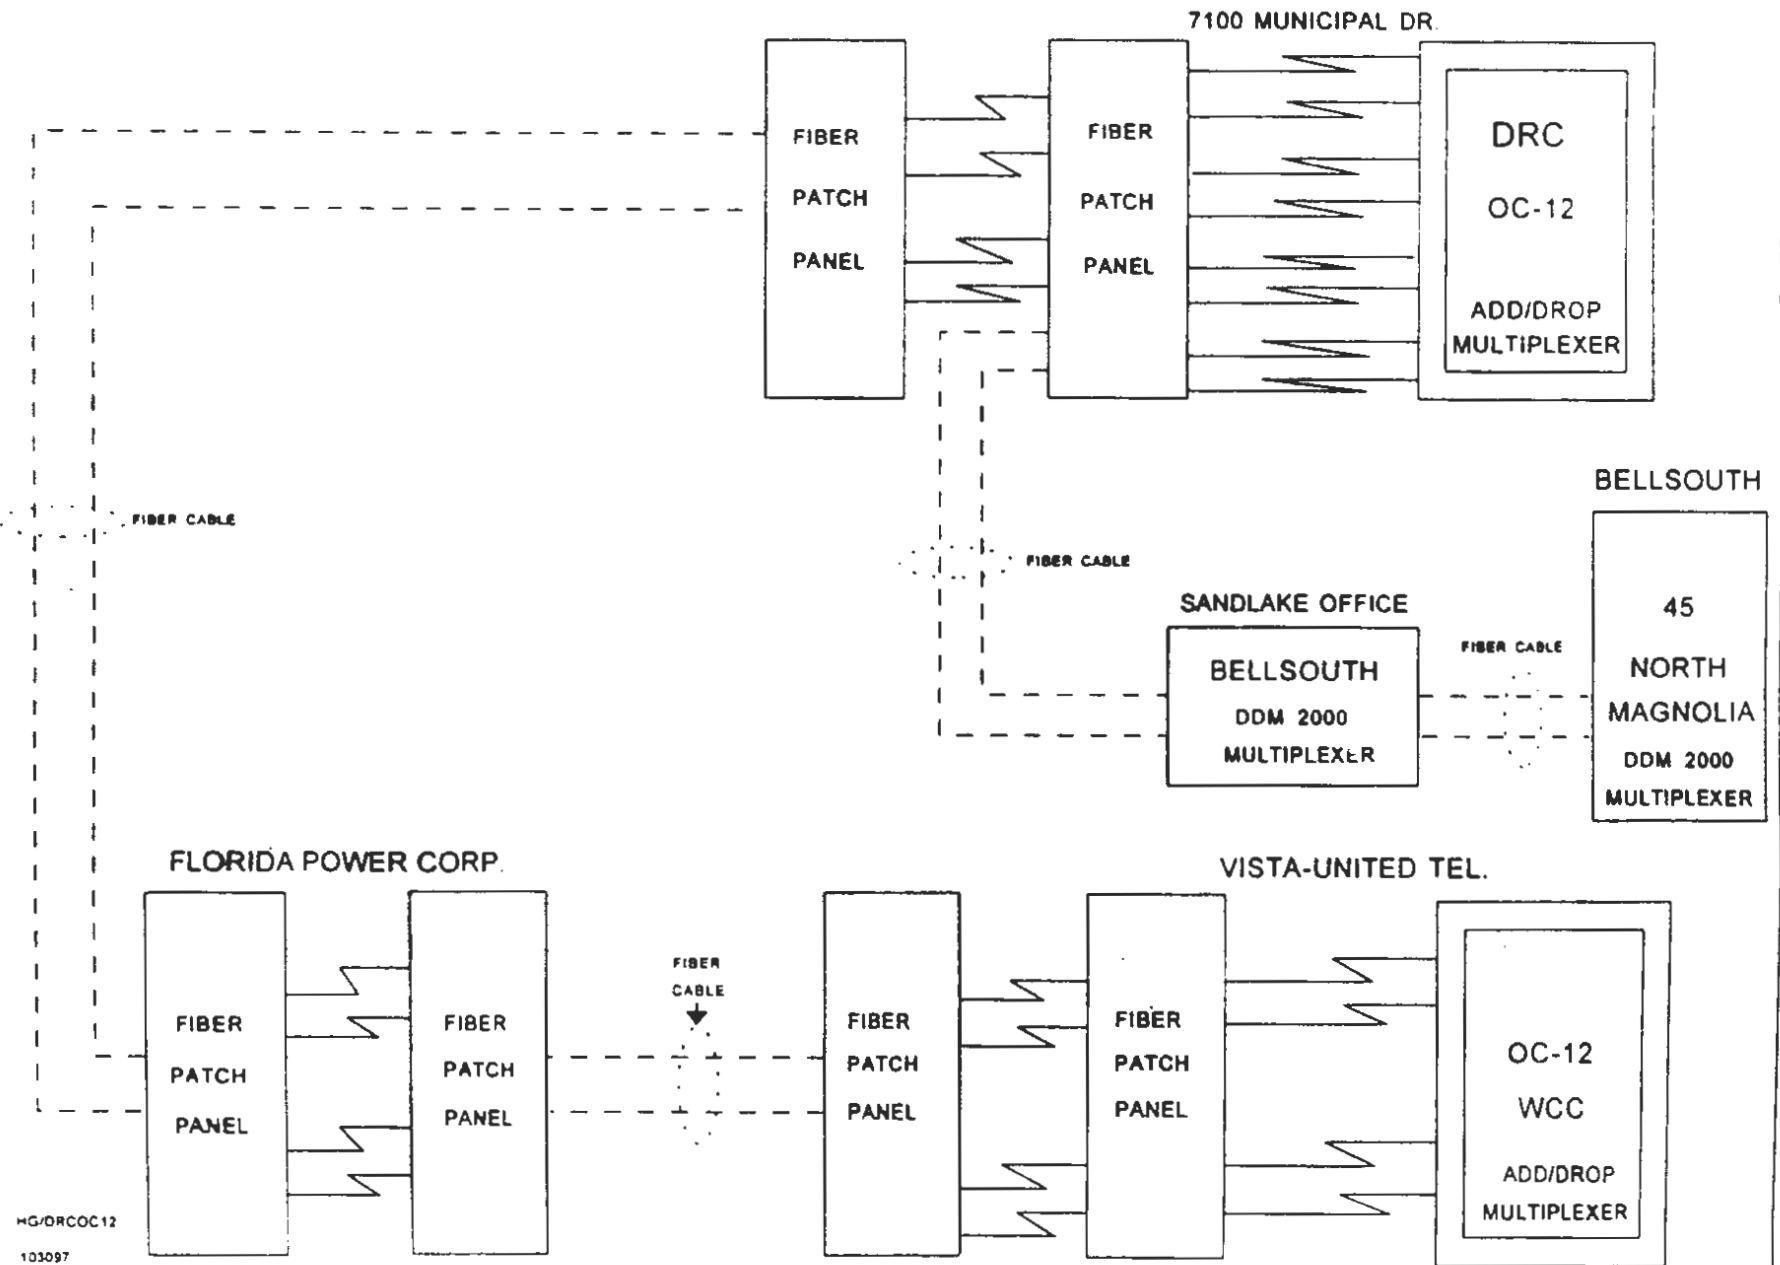 7100 MUNICIPAL DR.
FIBER
PATCH
PANEL
FIBER
PATCH
PANEL
DRC
OC-12
ADD/DROP
MULTIPLEXER
FIBER CABLE
FIBER CABLE
BELLSOUTH
45
NORTH
MAGNOLIA
DDM 2000
MULTIPLEXER
SANDLAKE OFFICE
BELLSOUTH
DDM 2000
MULTIPLEXER
FIBER CABLE
FLORIDA POWER CORP.
FIBER
PATCH
PANEL
FIBER
PATCH
PANEL
FIBER
CABLE
VISTA-UNITED TEL.
FIBER
PATCH
PANEL
FIBER
PATCH
PANEL
OC-12
WCC
ADD/DROP
MULTIPLEXER
HG/DRCOC12
103097